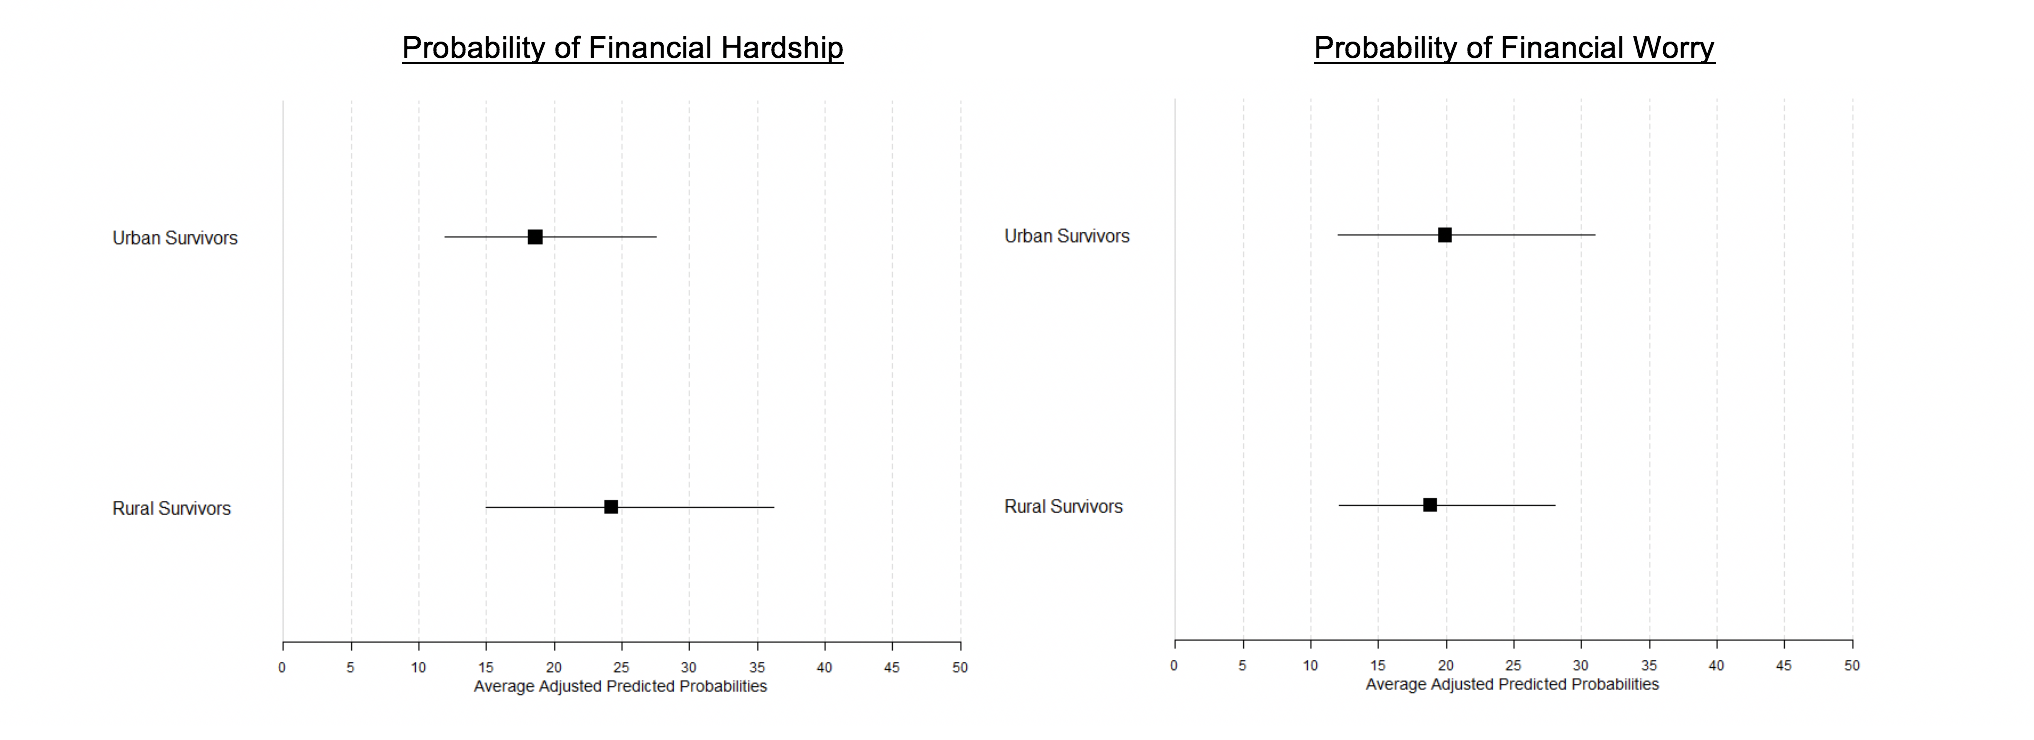 Probability of Financial Hardship
Urban Survivors
Rural Survivors
0 5 10 15 20 25 30 35 40 45 50
Average Adjusted Predicted Probabilities
Probability of Financial Worry
Urban Survivors
Rural Survivors
0 5 10 15 20 25 30 35 40 45 50
Average Adjusted Predicted Probabilities